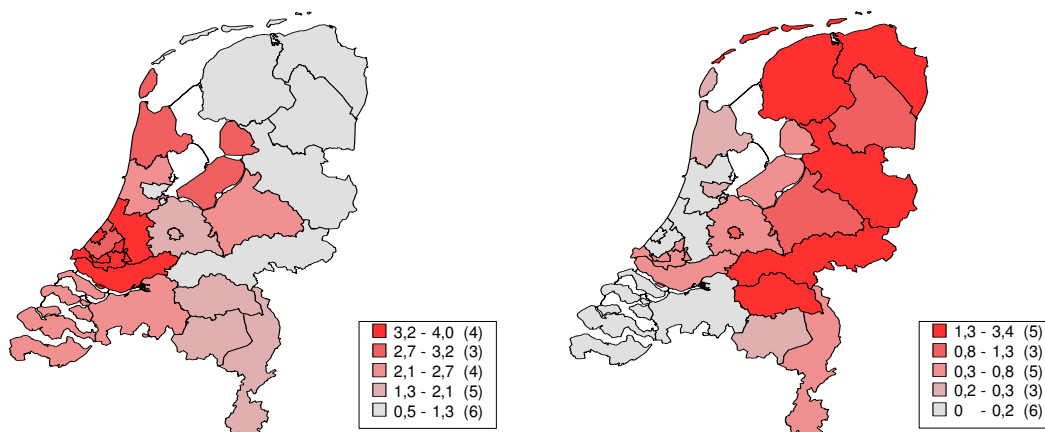 3,2 - 4,0 (4)
2,7 - 3,2 (3)
2,1 - 2,7 (4)
1,3 - 2,1 (5)
0,5 - 1,3 (6)
1,3 - 3,4 (5)
0,8 - 1,3 (3)
0,3 - 0,8 (5)
0,2 - 0,3 (3)
0 - 0,2 (6)